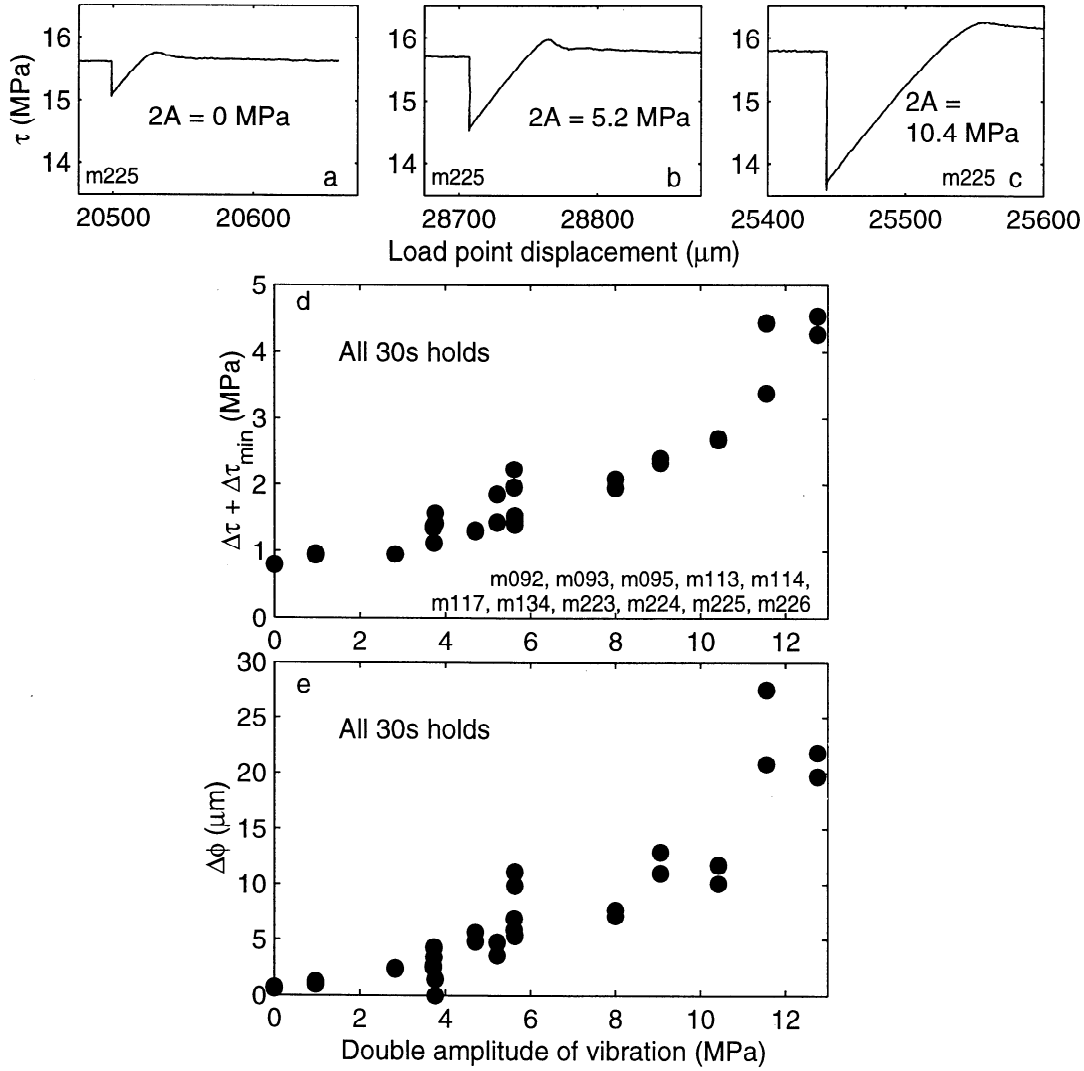 τ (MPa)
16
15
14
2A = 0 MPa
m225
a
20500
20600
16
15
14
2A = 5.2 MPa
m225
b
28700
28800
16
15
14
2A =
10.4 MPa
m225
c
25400
25500
25600
Load point displacement (μm)
d
All 30s holds
Δτ + Δτmin (MPa)
5
4
3
2
1
0
m092, m093, m095, m113, m114,
m117, m134, m223, m224, m225, m226
0 2 4 6 8 10 12
e
All 30s holds
Δϕ (μm)
30
25
20
15
10
5
0
0 2 4 6 8 10 12
Double amplitude of vibration (MPa)